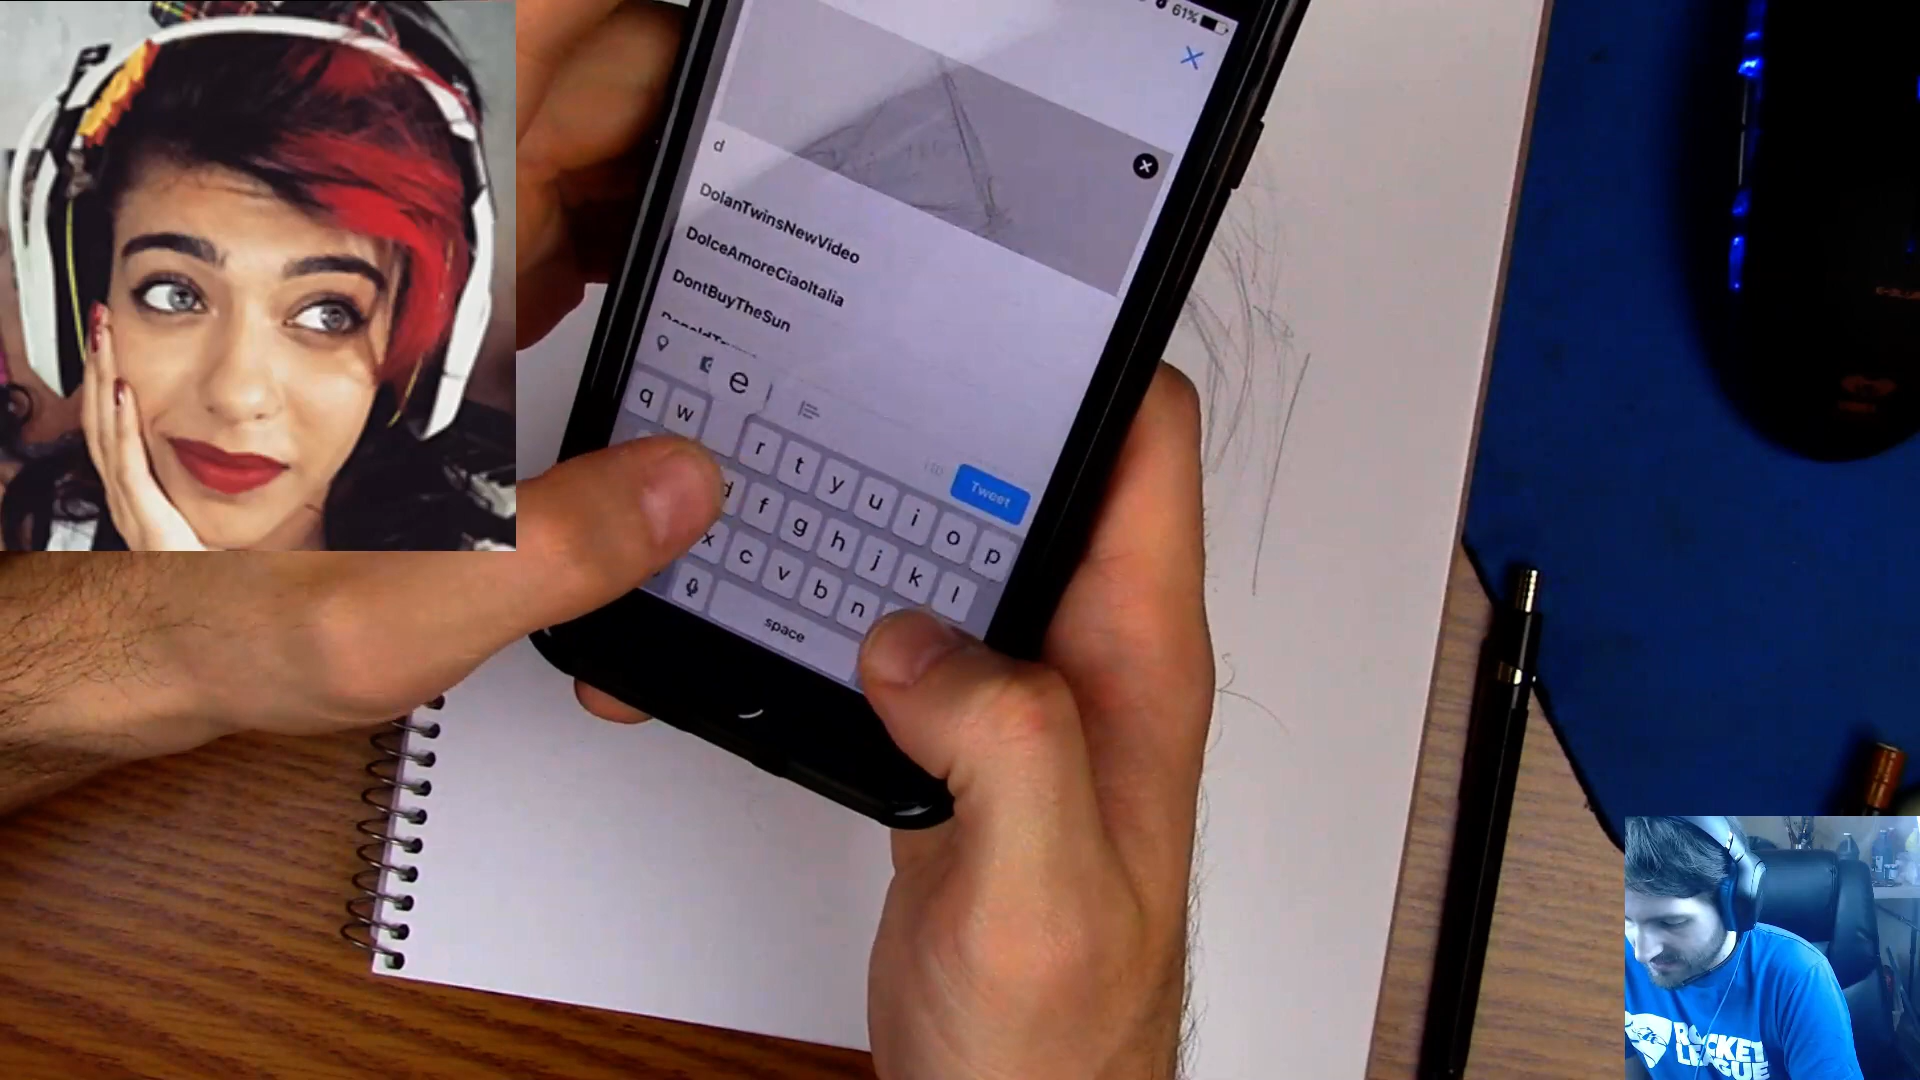 61%
d
DolanTwinsNewVideo
DolceAmoreCiaoItalia
DontBuyTheSun
e
q w r t y u i o p
Tweet
d f g h j k l
x c v b n
space
ROCKET
LEAGUE